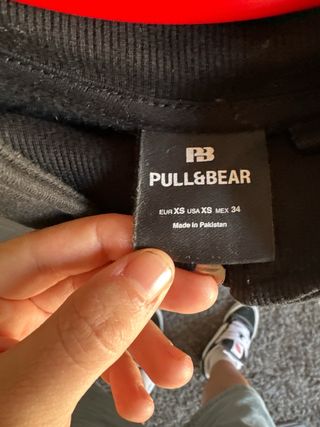 PB
PULL&BEAR
EUR XS USA XS MEX 34
Made in Pakistan